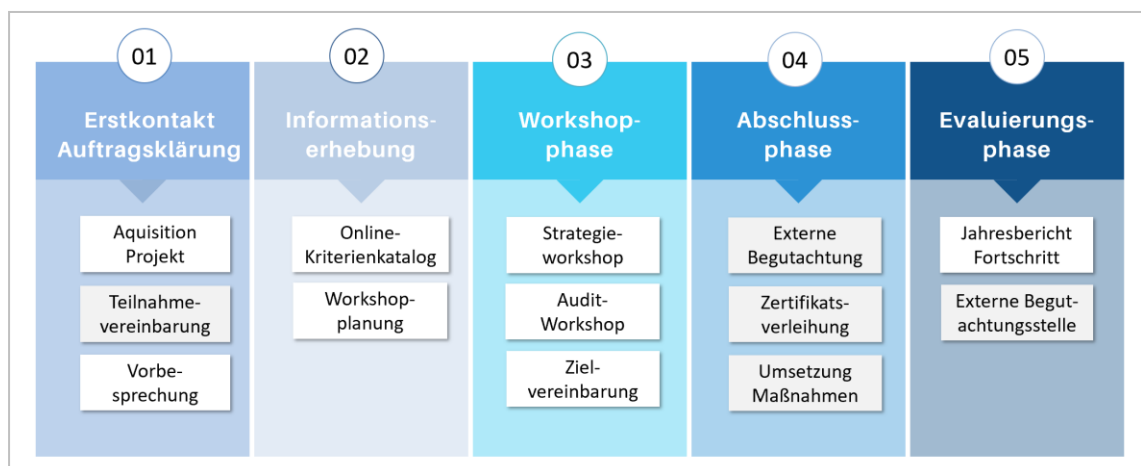 01
Erstkontakt
Auftragsklärung
Aquisition
Projekt
Teilnahme-
vereinbarung
Vorbe-
sprechung
02
Informations-
erhebung
Online-
Kriterienkatalog
Workshop-
planung
03
Workshop-
phase
Strategie-
workshop
Audit-
Workshop
Ziel-
vereinbarung
04
Abschluss-
phase
Externe
Begutachtung
Zertifikats-
verleihung
Umsetzung
Maßnahmen
05
Evaluierungs-
phase
Jahresbericht
Fortschritt
Externe Begut-
achtungsstelle